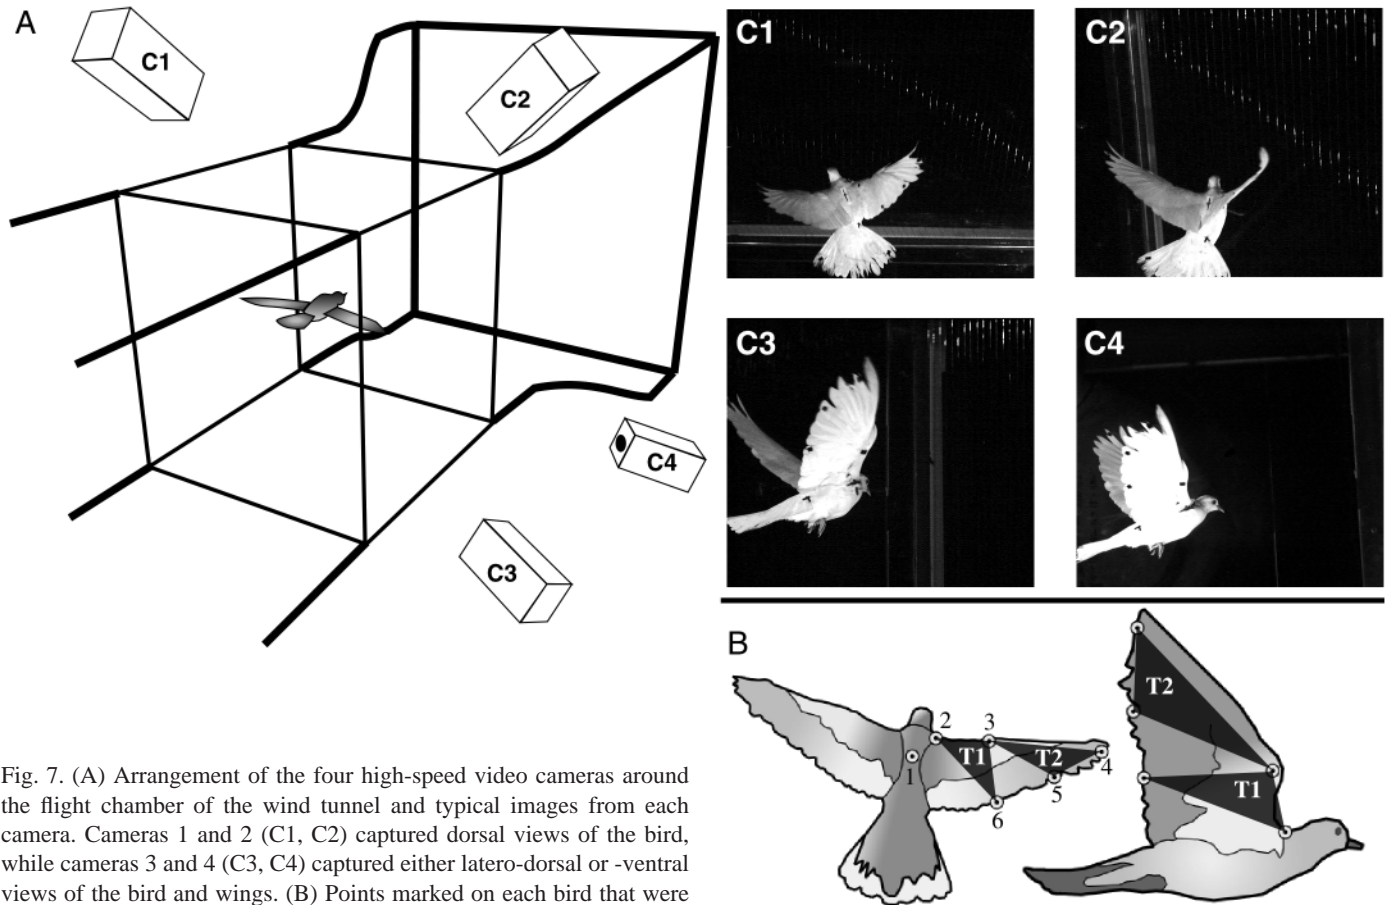 A
C1
C2
C4
C3
C1
C2
C3
C4
B
T1
T2
1
2
3
4
5
6
T2
T1
Fig. 7. (A) Arrangement of the four high-speed video cameras around
the flight chamber of the wind tunnel and typical images from each
camera. Cameras 1 and 2 (C1, C2) captured dorsal views of the bird,
while cameras 3 and 4 (C3, C4) captured either latero-dorsal or -ventral
views of the bird and wings. (B) Points marked on each bird that were